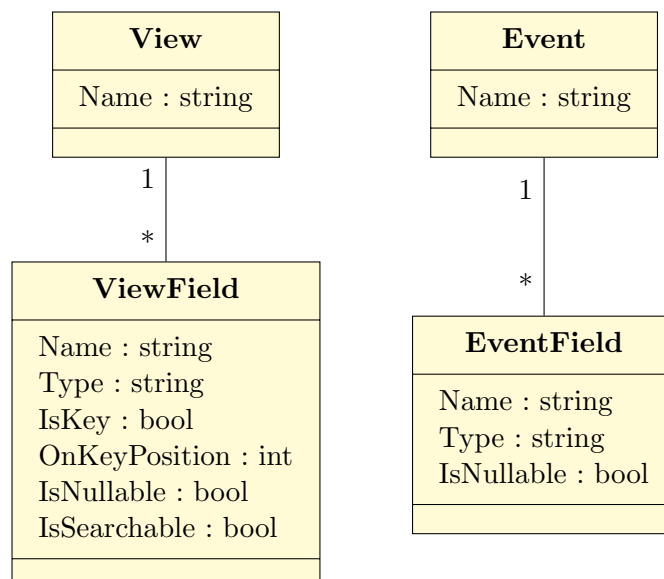 View
Name : string
1
*
ViewField
Name : string
Type : string
IsKey : bool
OnKeyPosition : int
IsNullable : bool
IsSearchable : bool
Event
Name : string
1
*
EventField
Name : string
Type : string
IsNullable : bool